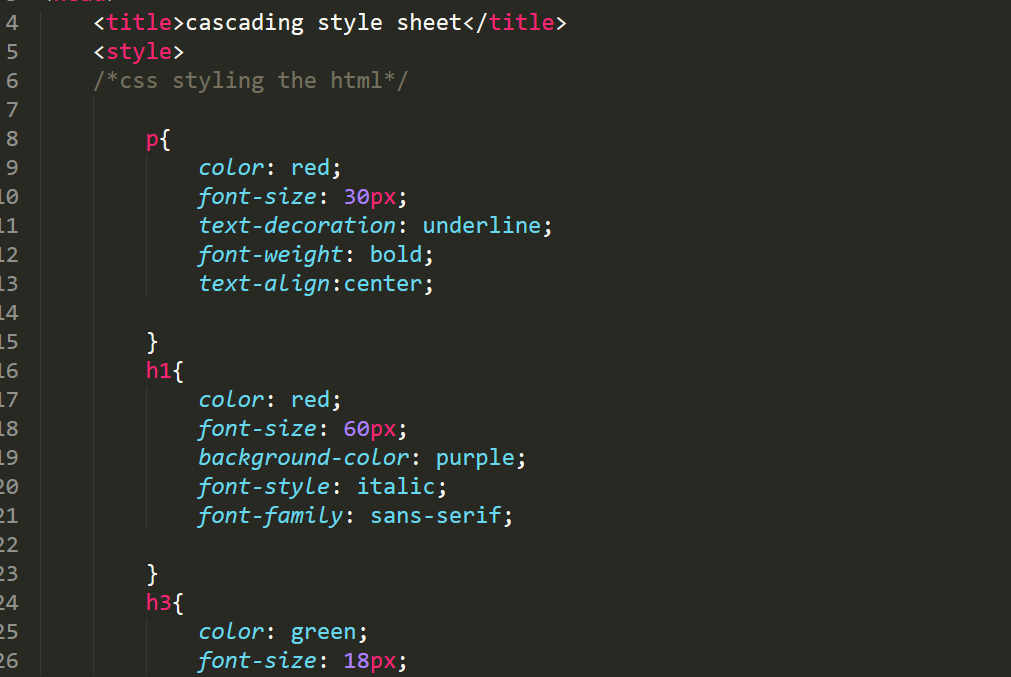 4 <title>cascading style sheet</title>
5 <style>
6 /*css styling the html*/
7
8 p{
9 color: red;
10 font-size: 30px;
11 text-decoration: underline;
12 font-weight: bold;
13 text-align:center;
14
15 }
16 h1{
17 color: red;
18 font-size: 60px;
19 background-color: purple;
20 font-style: italic;
21 font-family: sans-serif;
22
23 }
24 h3{
25 color: green;
26 font-size: 18px;